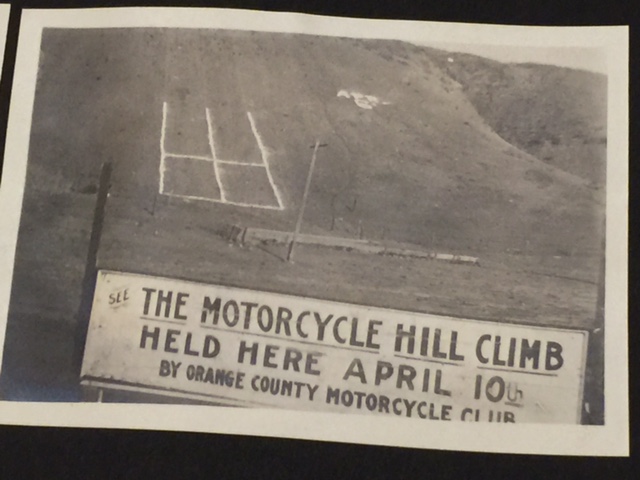 SEE THE MOTORCYCLE HILL CLIMB
HELD HERE APRIL 10th
BY ORANGE COUNTY MOTORCYCLE CLUB